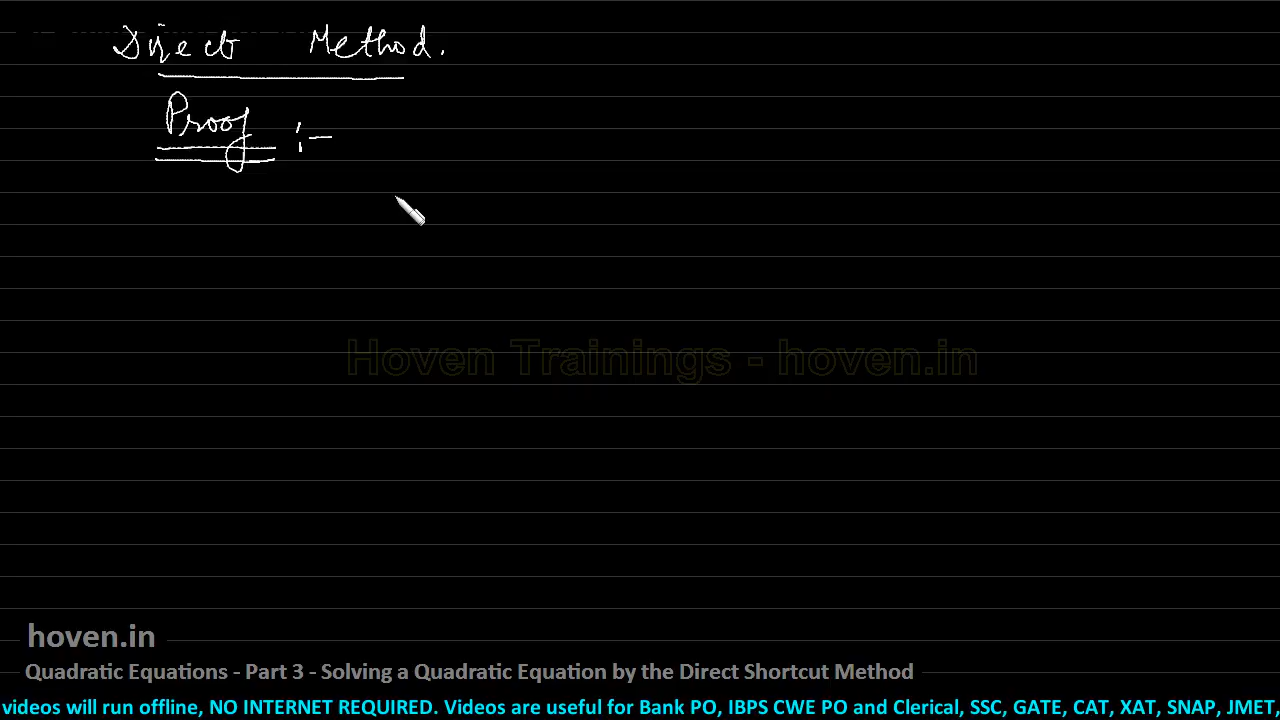 Direct Method.
Proof :-
Hoven Trainings - hoven.in
hoven.in
Quadratic Equations - Part 3 - Solving a Quadratic Equation by the Direct Shortcut Method
videos will run offline, NO INTERNET REQUIRED. Videos are useful for Bank PO, IBPS CWE PO and Clerical, SSC, GATE, CAT, XAT, SNAP, JMET,